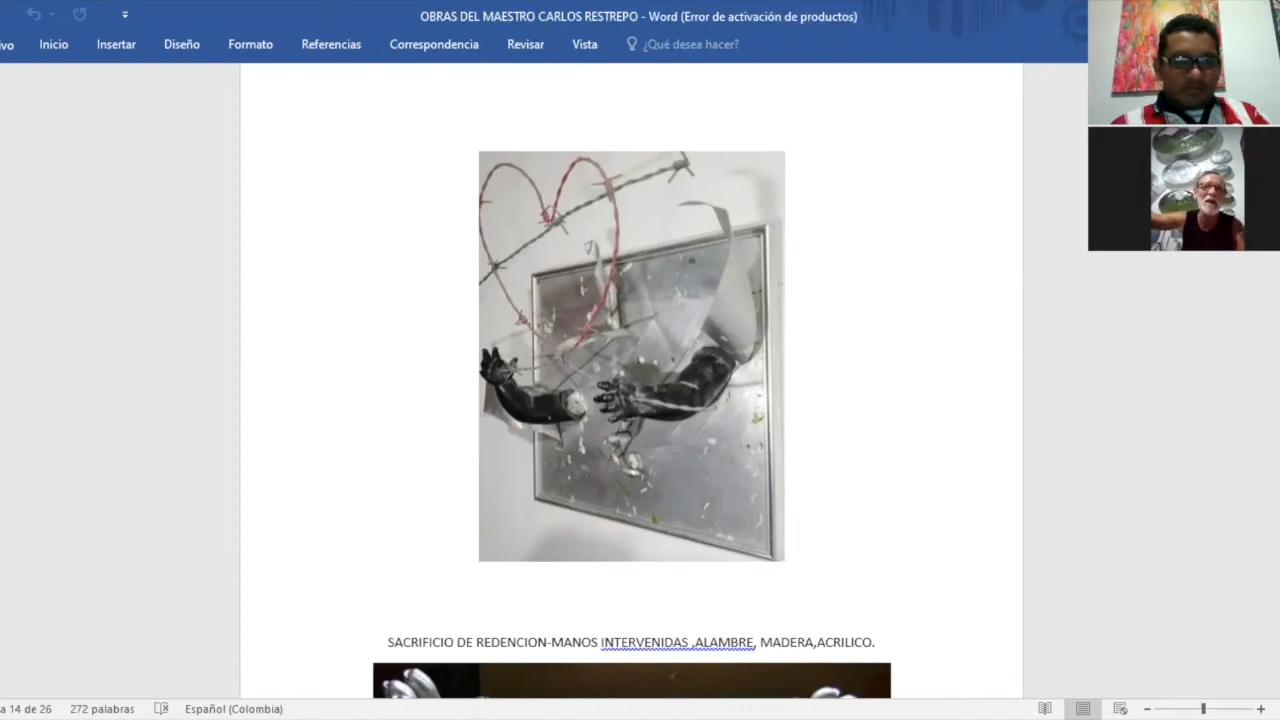 OBRAS DEL MAESTRO CARLOS RESTREPO - Word (Error de activación de productos)
vo Inicio Insertar Diseño Formato Referencias Correspondencia Revisar Vista ¿Qué desea hacer?
SACRIFICIO DE REDENCION-MANOS INTERVENIDAS ,ALAMBRE, MADERA,ACRILICO.
a 14 de 26 272 palabras Español (Colombia)